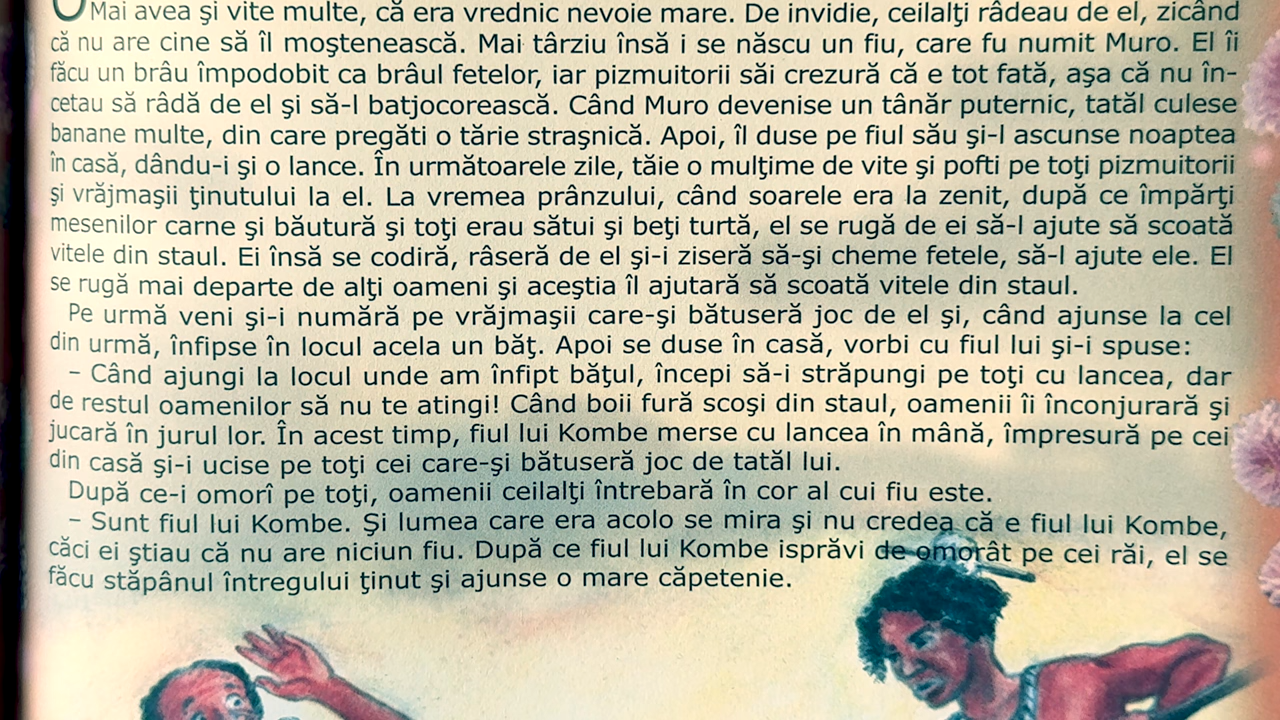 Mai avea şi vite multe, că era vrednic nevoie mare. De invidie, ceilalţi râdeau de el, zicând
că nu are cine să îl moştenească. Mai târziu însă i se născu un fiu, care fu numit Muro. El îi
făcu un brâu împodobit ca brâul fetelor, iar pizmuitorii săi crezură că e tot fată, aşa că nu în-
cetau să râdă de el şi să-l batjocorească. Când Muro devenise un tânăr puternic, tatăl culese
banane multe, din care pregăti o tărie straşnică. Apoi, îl duse pe fiul său şi-l ascunse noaptea
în casă, dându-i şi o lance. În următoarele zile, tăie o mulţime de vite şi pofti pe toţi pizmuitorii
şi vrăjmaşii ţinutului la el. La vremea prânzului, când soarele era la zenit, după ce împărţi
mesenilor carne şi băutură şi toţi erau sătui şi beţi turtă, el se rugă de ei să-l ajute să scoată
vitele din staul. Ei însă se codiră, râseră de el şi-i ziseră să-şi cheme fetele, să-l ajute ele. El
se rugă mai departe de alţi oameni şi aceştia îl ajutară să scoată vitele din staul.
Pe urmă veni şi-i numără pe vrăjmaşii care-şi bătuseră joc de el şi, când ajunse la cel
din urmă, înfipse în locul acela un băţ. Apoi se duse în casă, vorbi cu fiul lui şi-i spuse:
– Când ajungi la locul unde am înfipt băţul, începi să-i străpungi pe toţi cu lancea, dar
de restul oamenilor să nu te atingi! Când boii fură scoşi din staul, oamenii îi înconjurară şi
jucară în jurul lor. În acest timp, fiul lui Kombe merse cu lancea în mână, împresură pe cei
din casă şi-i ucise pe toţi cei care-şi bătuseră joc de tatăl lui.
După ce-i omorî pe toţi, oamenii ceilalţi întrebară în cor al cui fiu este.
– Sunt fiul lui Kombe. Şi lumea care era acolo se mira şi nu credea că e fiul lui Kombe,
căci ei ştiau că nu are niciun fiu. După ce fiul lui Kombe isprăvi de omorât pe cei răi, el se
făcu stăpânul întregului ţinut şi ajunse o mare căpetenie.